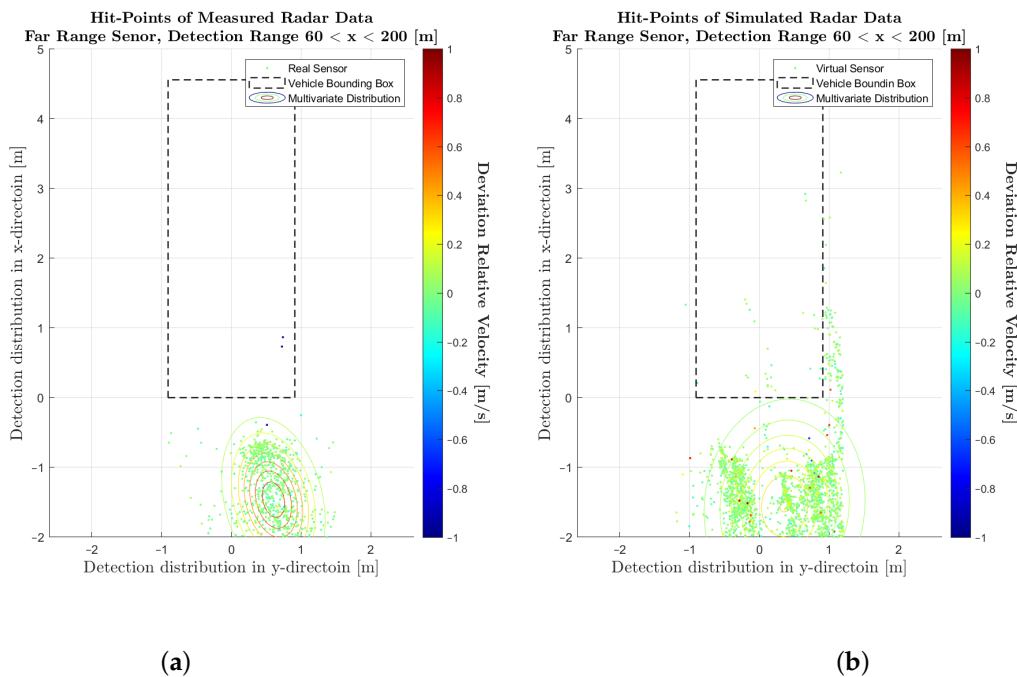 Hit-Points of Measured Radar Data
Far Range Senor, Detection Range 60 < x < 200 [m]
Real Sensor
Vehicle Bounding Box
Multivariate Distribution
5
4
3
2
1
0
−1
−2
−2
−1
0
1
2
Detection distribution in x-directoin [m]
Detection distribution in y-directoin [m]
1
0.8
0.6
0.4
0.2
0
−0.2
−0.4
−0.6
−0.8
−1
Deviation Relative Velocity [m/s]
(a)
Hit-Points of Simulated Radar Data
Far Range Senor, Detection Range 60 < x < 200 [m]
Virtual Sensor
Vehicle Boundin Box
Multivariate Distribution
5
4
3
2
1
0
−1
−2
−2
−1
0
1
2
Detection distribution in x-directoin [m]
Detection distribution in y-directoin [m]
1
0.8
0.6
0.4
0.2
0
−0.2
−0.4
−0.6
−0.8
−1
Deviation Relative Velocity [m/s]
(b)